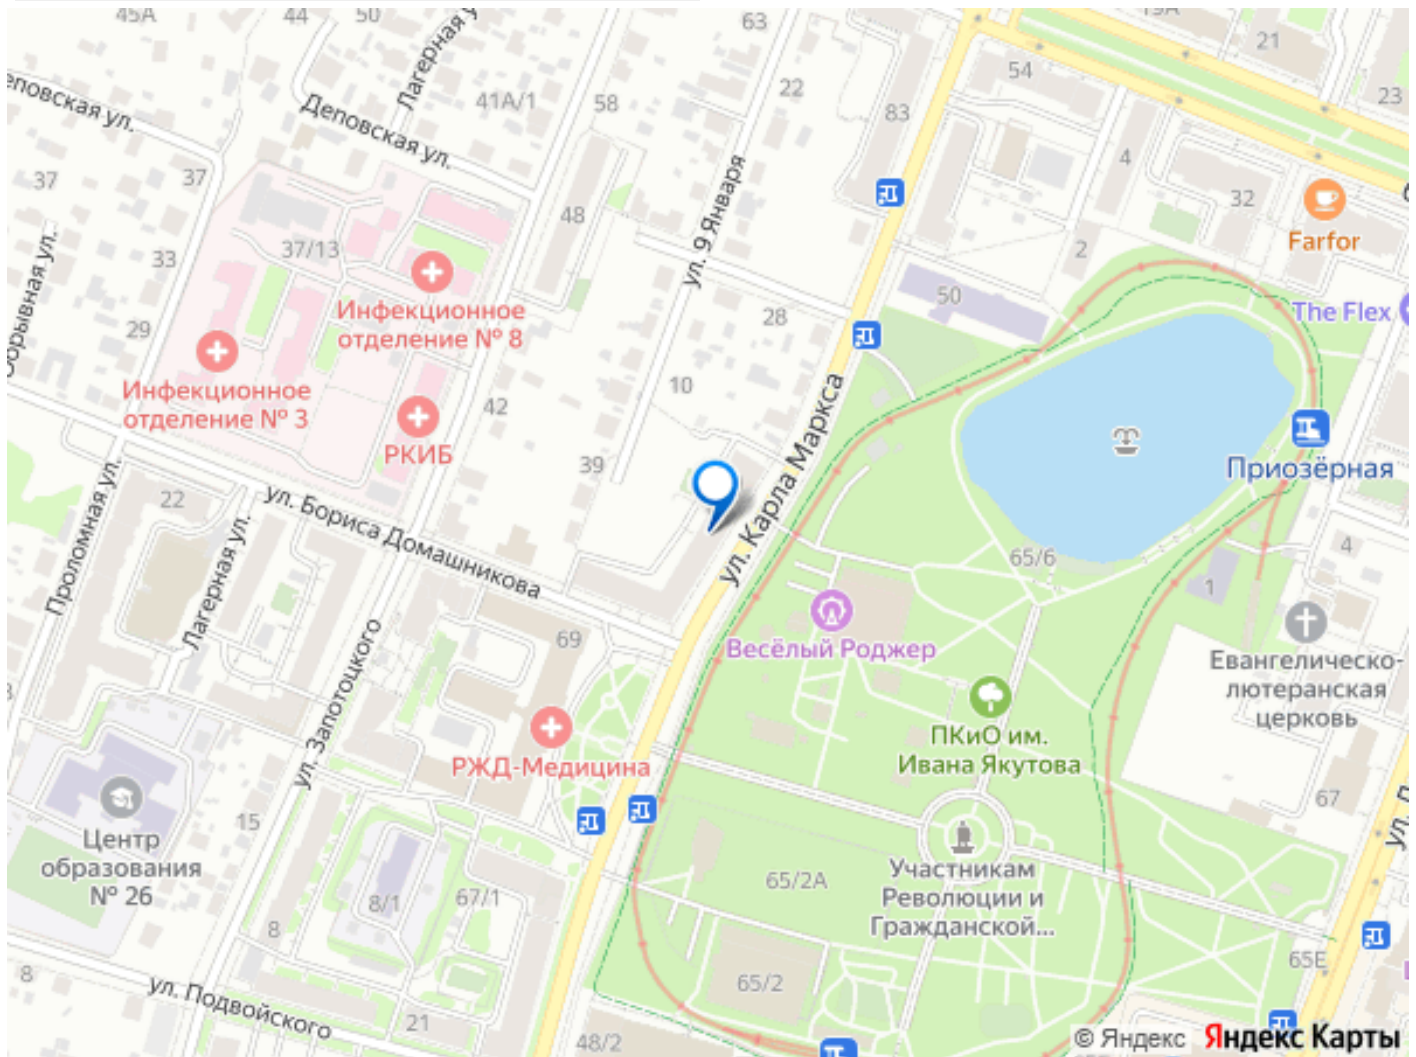 45А
44
50
63
19А
21
Лагерная у
54
23
22
41А/1
58
83
еповская ул.
Деповская ул.
4
37
37
32
ул. 9 Января
48
Farfor
37/13
2
33
50
28
29
Инфекционное
отделение № 8
The Flex
Инфекционное
отделение № 3
10
42
ул. Карла Маркса
РКИБ
39
Приозёрная
22
ул. Бориса Домашникова
Проломная ул.
Лагерная ул.
4
65/6
1
69
Весёлый Роджер
Евангелическо-
лютеранская
церковь
ул. Запотоцкого
ПКиО им.
Ивана Якутова
РЖД-Медицина
67
15
Центр
образования
№ 26
Участникам
Революции и
Гражданской...
65/2А
8/1
67/1
8
65Е
8
65/2
ул. Подвойского
21
48/2
© Яндекс Яндекс Карты